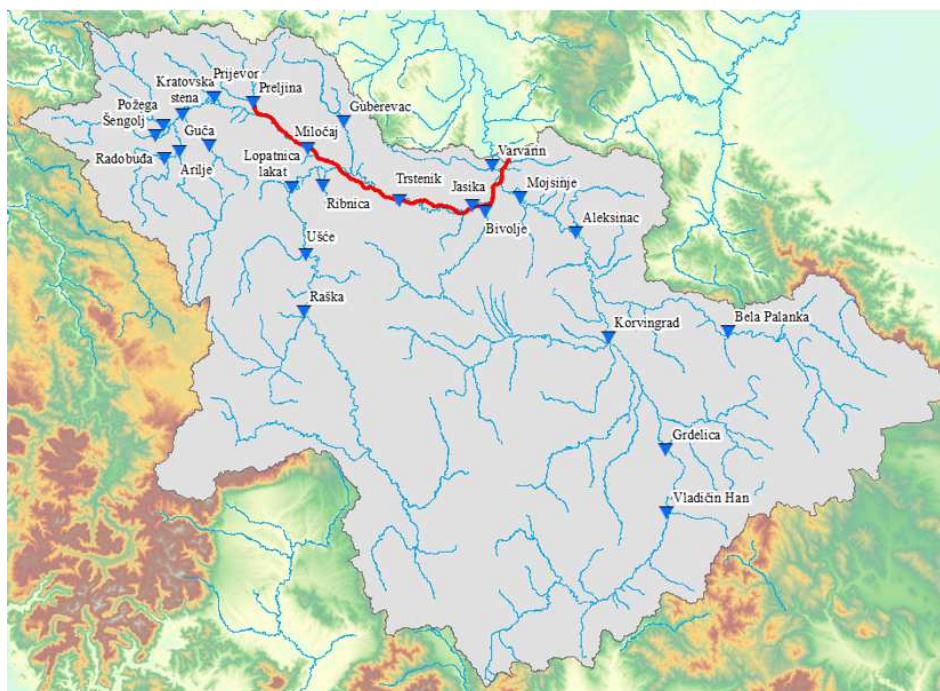 Prijevor
Kratovska
stena
Preljina
Požega
Šengolj
Guča
Guberevac
Miločaj
Radobuđa
Arilje
Lopatnica
lakat
Varvarin
Ribnica
Trstenik
Jasika
Mojsinje
Bivolje
Aleksinac
Ušće
Raška
Korvingrad
Bela Palanka
Grdelica
Vladičin Han